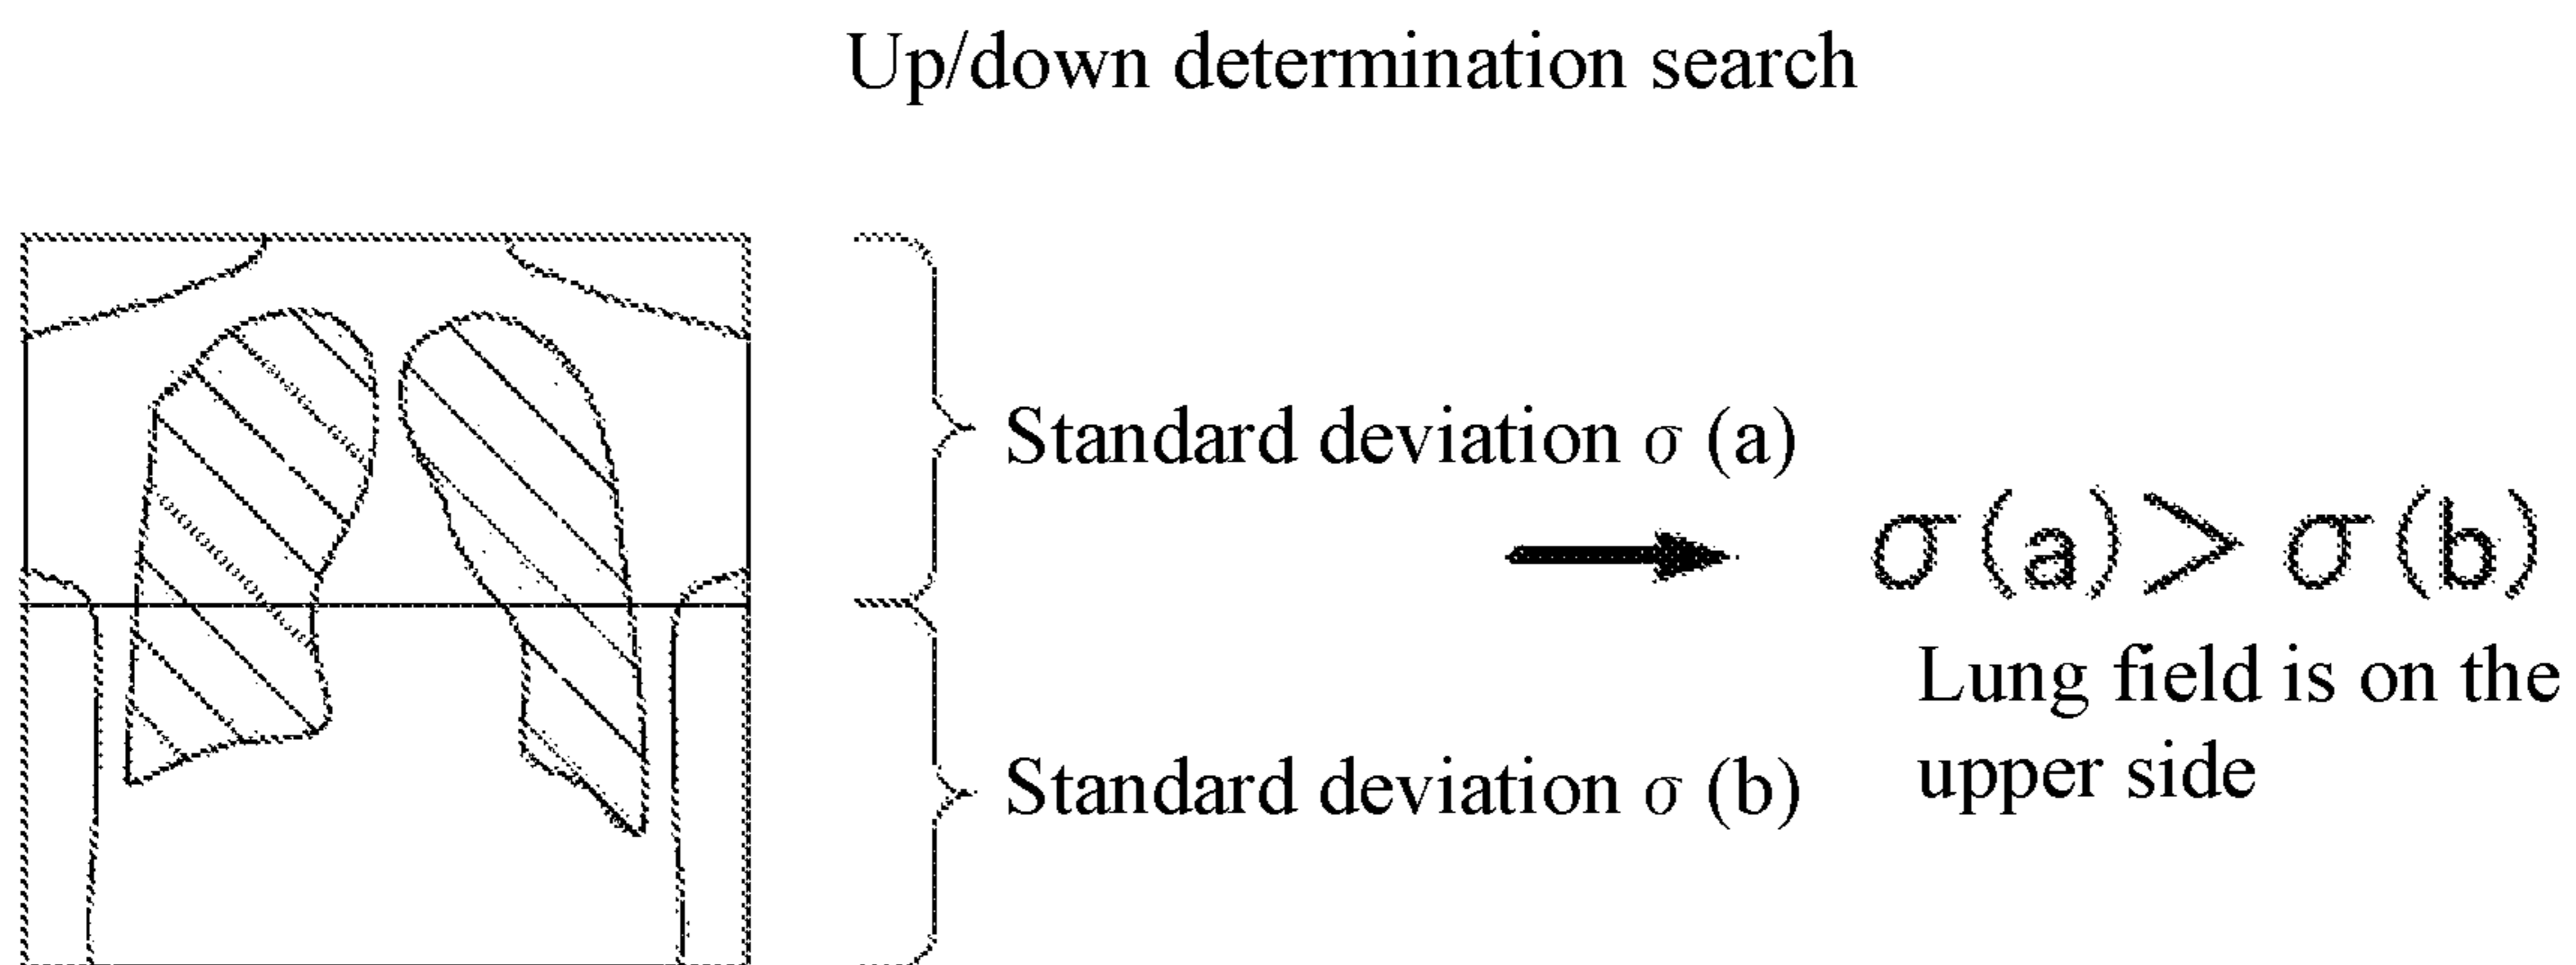 Up/down determination search
Standard deviation σ (a)
σ(a)> σ(b)
Lung field is on the
upper side
Standard deviation σ (b)